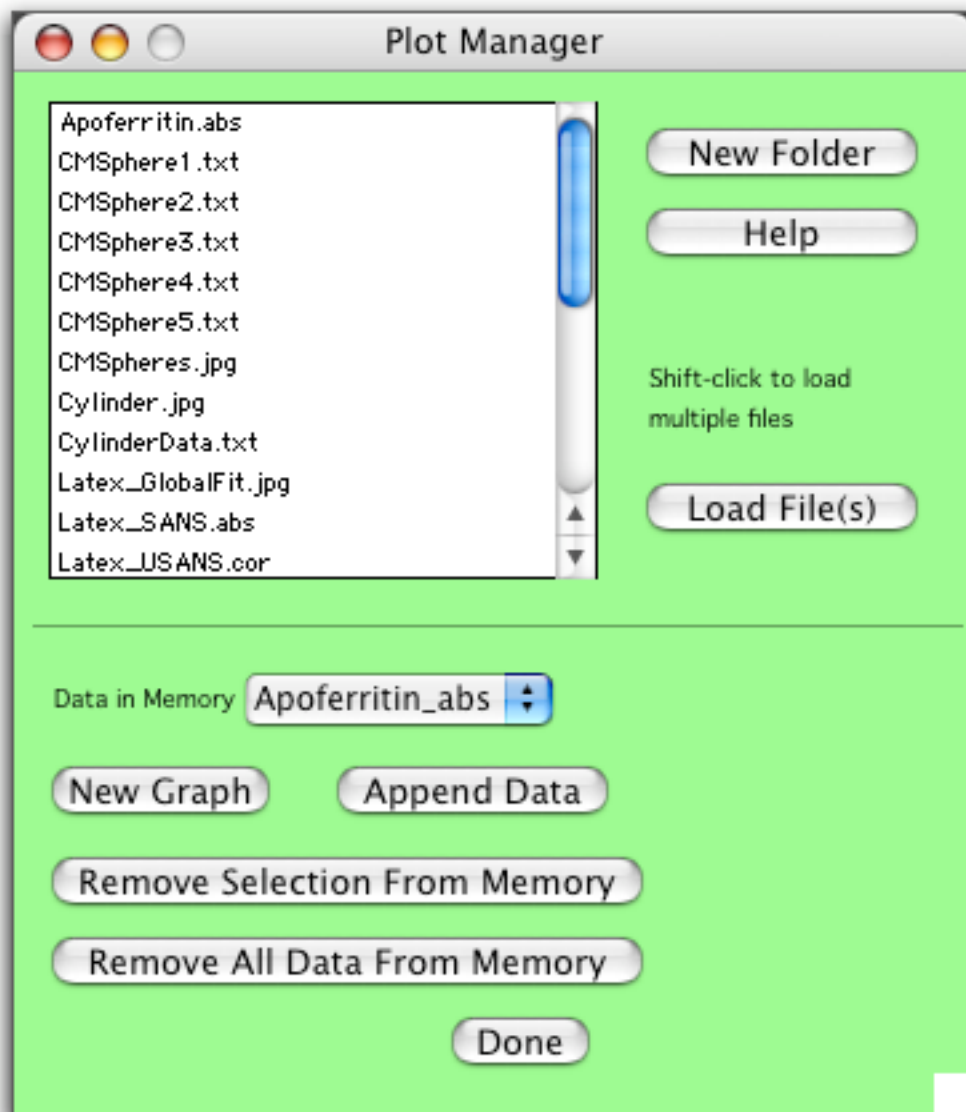 Plot Manager
Apoferritin.abs
CMSphere1.txt
CMSphere2.txt
CMSphere3.txt
CMSphere4.txt
CMSphere5.txt
CMSpheres.jpg
Cylinder.jpg
CylinderData.txt
Latex_GlobalFit.jpg
Latex_SANS.abs
Latex_USANS.cor
New Folder
Help
Shift-click to load
multiple files
Load File(s)
Data in Memory Apoferritin_abs
New Graph Append Data
Remove Selection From Memory
Remove All Data From Memory
Done